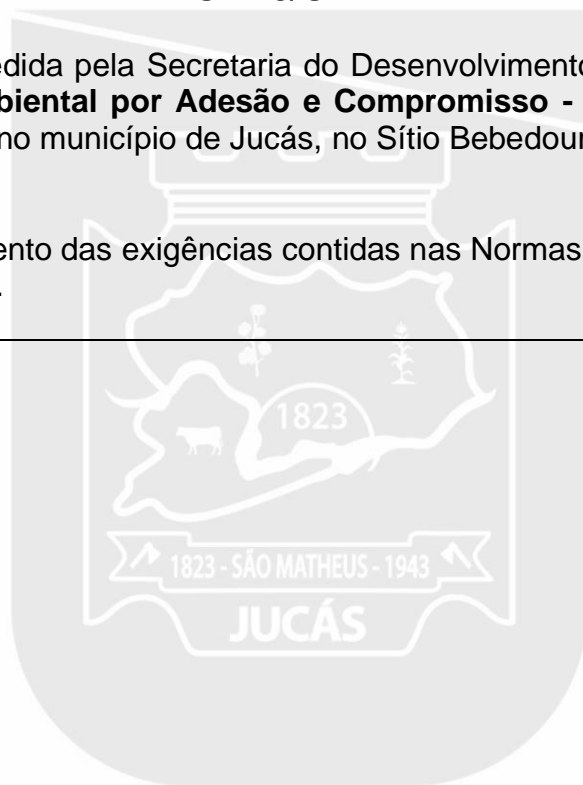 edida pela Secretaria do Desenvolvimento
biental por Adesão e Compromisso -
no município de Jucás, no Sítio Bebedour
ento das exigências contidas nas Normas
.
1823
1823 - SÃO MATHEUS - 1943
JUCÁS